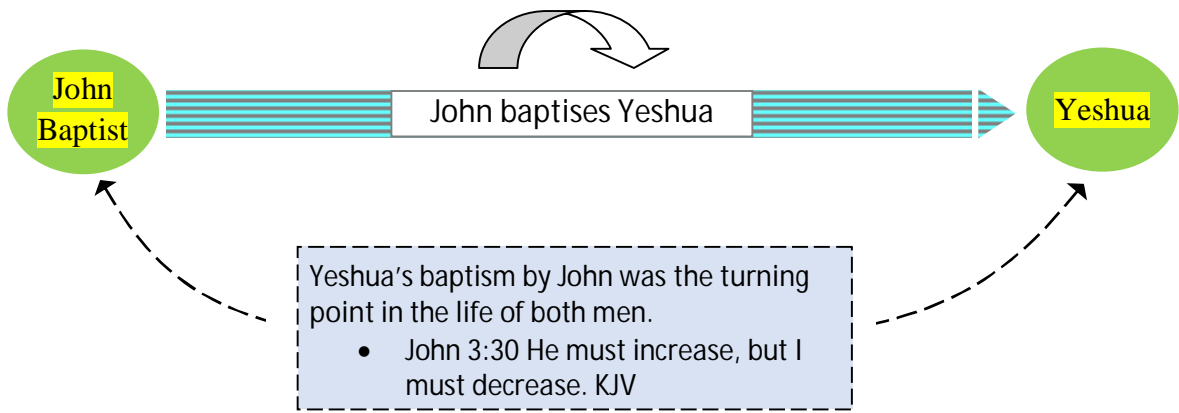 John
Baptist
John baptises Yeshua
Yeshua
Yeshua’s baptism by John was the turning
point in the life of both men.
• John 3:30 He must increase, but I
must decrease. KJV